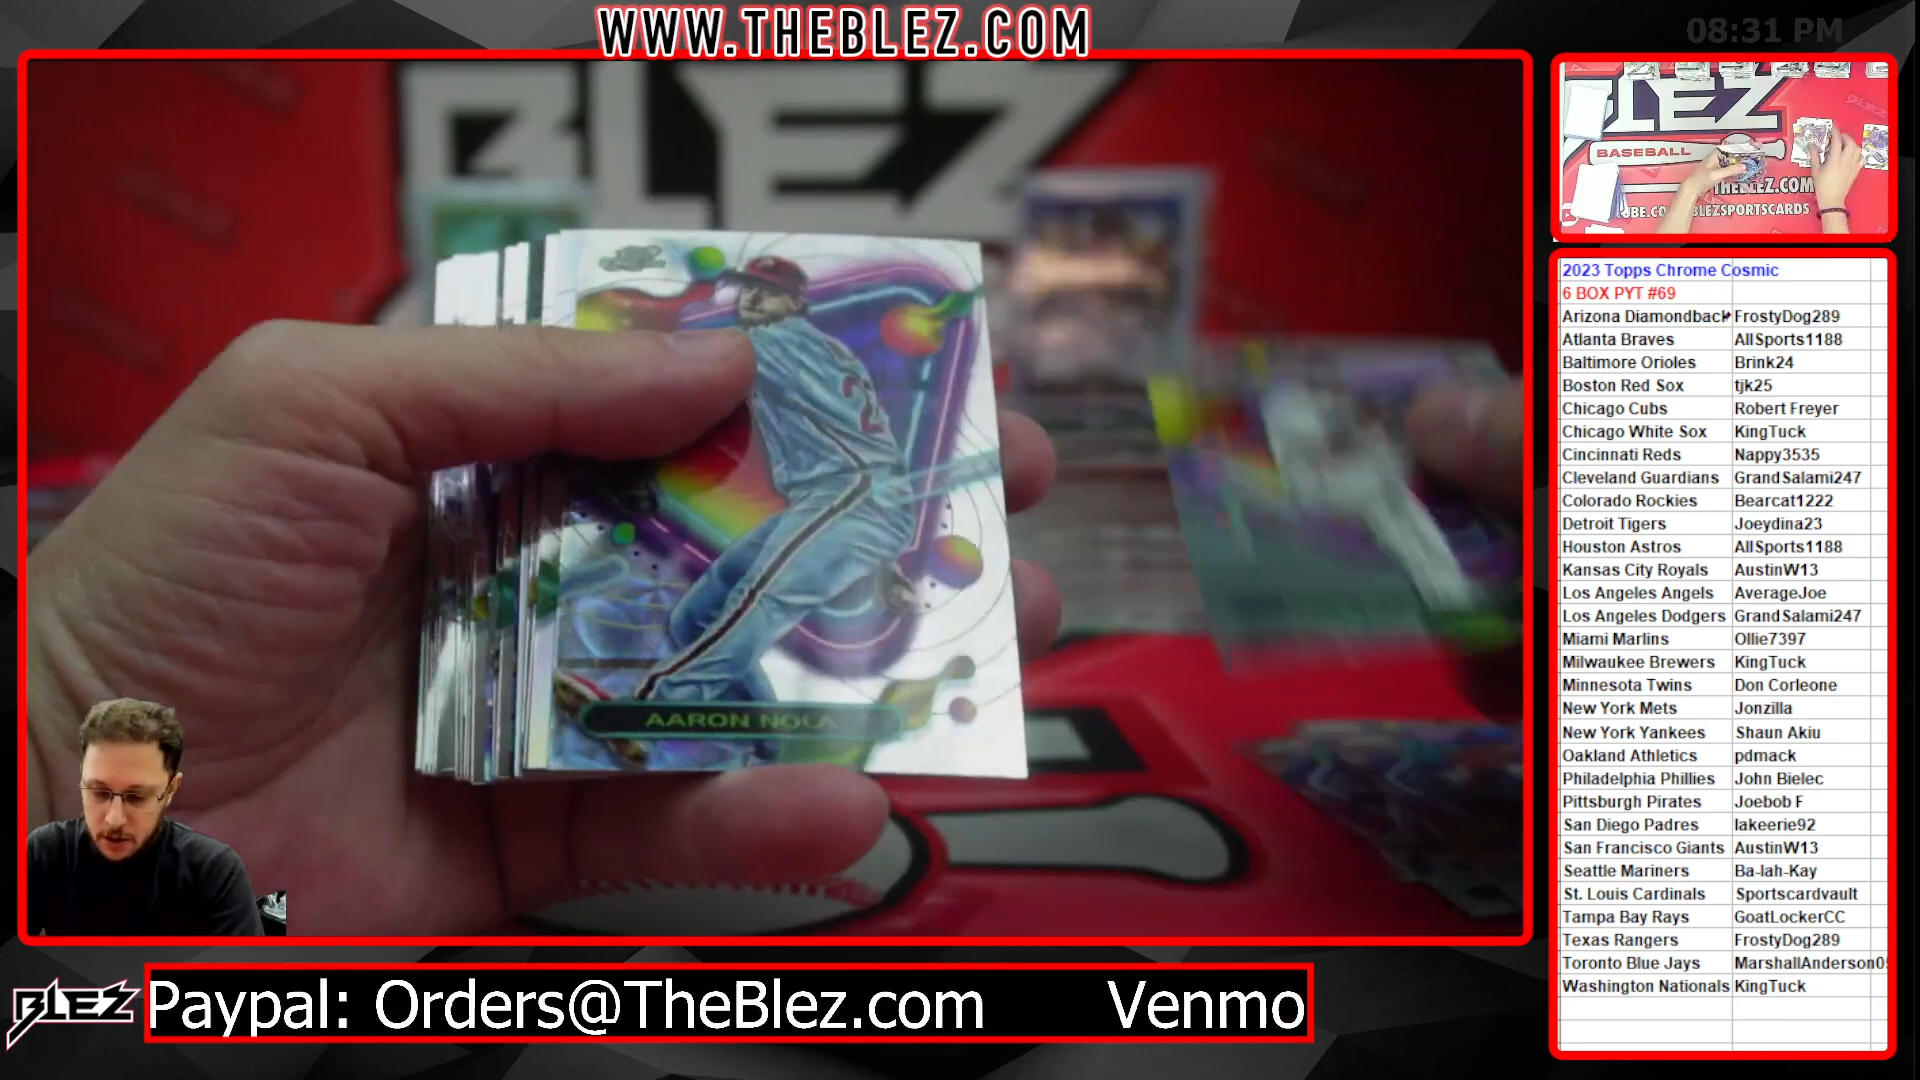 WWW.THEBLEZ.COM
08:31 PM
BLEZ
BLEZ
BASEBALL
THEBLEZ.COM
BLEZSPORTSCARDS
AARON NOLA
2023 Topps Chrome Cosmic
6 BOX PYT #69
Arizona Diamondback FrostyDog289
Atlanta Braves AllSports1188
Baltimore Orioles Brink24
Boston Red Sox tjk25
Chicago Cubs Robert Freyer
Chicago White Sox KingTuck
Cincinnati Reds Nappy3535
Cleveland Guardians GrandSalami247
Colorado Rockies Bearcat1222
Detroit Tigers Joeydina23
Houston Astros AllSports1188
Kansas City Royals AustinW13
Los Angeles Angels AverageJoe
Los Angeles Dodgers GrandSalami247
Miami Marlins Ollie7397
Milwaukee Brewers KingTuck
Minnesota Twins Don Corleone
New York Mets Jonzilla
New York Yankees Shaun Akiu
Oakland Athletics pdmack
Philadelphia Phillies John Bielec
Pittsburgh Pirates Joebob F
San Diego Padres lakeerie92
San Francisco Giants AustinW13
Seattle Mariners Ba-lah-Kay
St. Louis Cardinals Sportscardvault
Tampa Bay Rays GoatLockerCC
Texas Rangers FrostyDog289
Toronto Blue Jays MarshallAnderson05
Washington Nationals KingTuck
BLEZ
Paypal: Orders@TheBlez.com Venmo